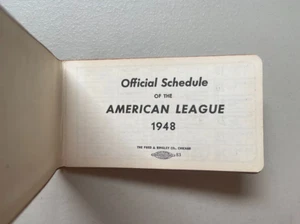 Official Schedule
OF THE
AMERICAN LEAGUE
1948